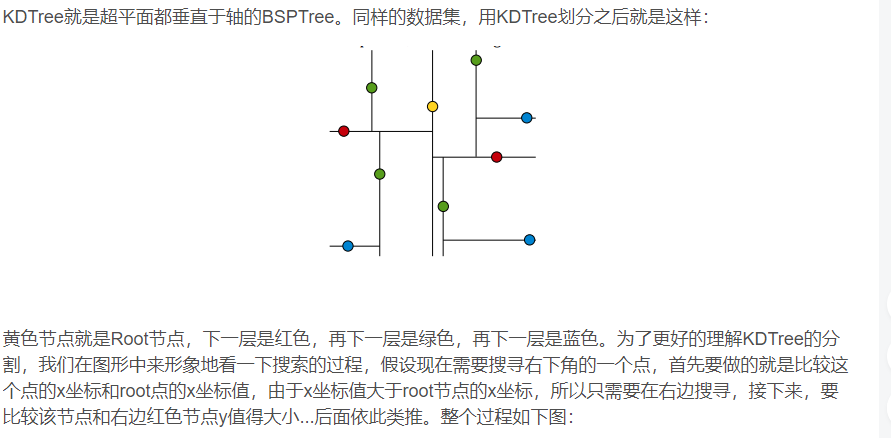 KDTree就是超平面都垂直于轴的BSPTree。同样的数据集，用KDTree划分之后就是这样：
黄色节点就是Root节点，下一层是红色，再下一层是绿色，再下一层是蓝色。为了更好的理解KDTree的分
割，我们在图形中来形象地看一下搜索的过程，假设现在需要搜寻右下角的一个点，首先要做的就是比较这
个点的x坐标和root点的x坐标值，由于x坐标值大于root节点的x坐标，所以只需要在右边搜寻，接下来，要
比较该节点和右边红色节点y值得大小...后面依此类推。整个过程如下图：